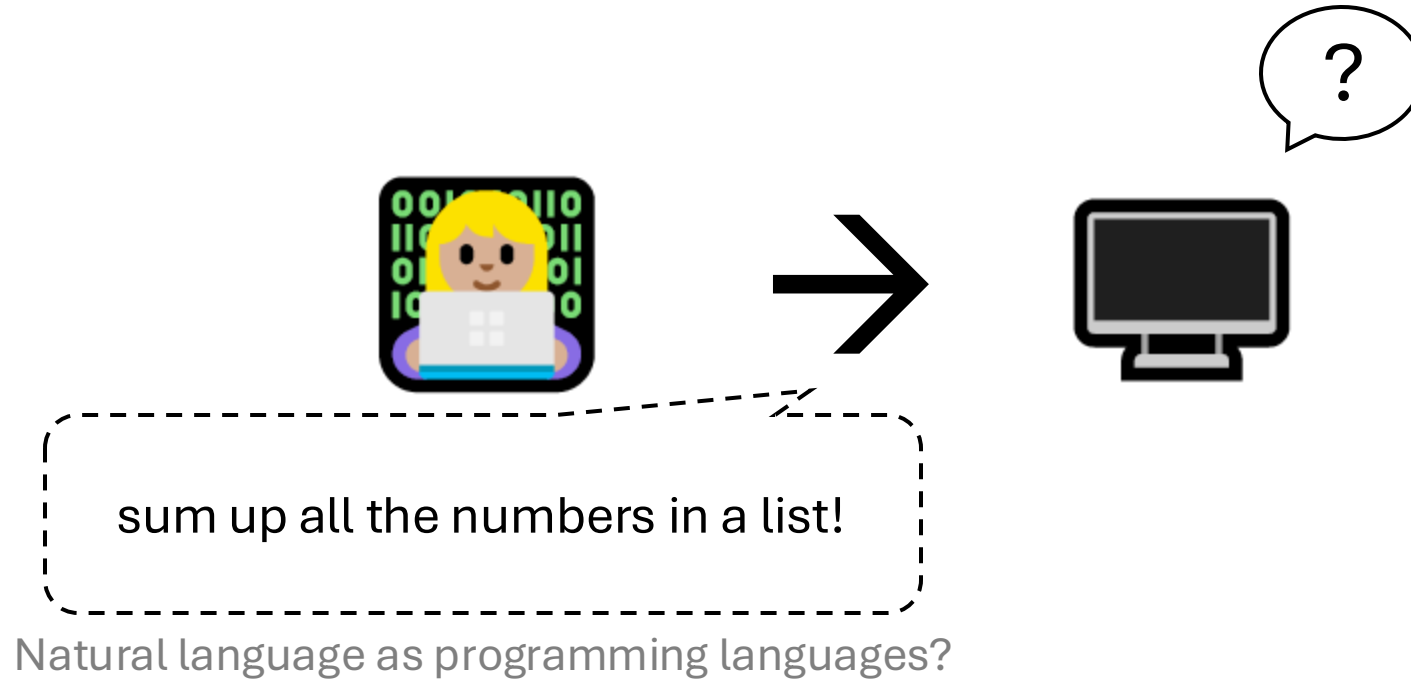 ?
sum up all the numbers in a list!
Natural language as programming languages?